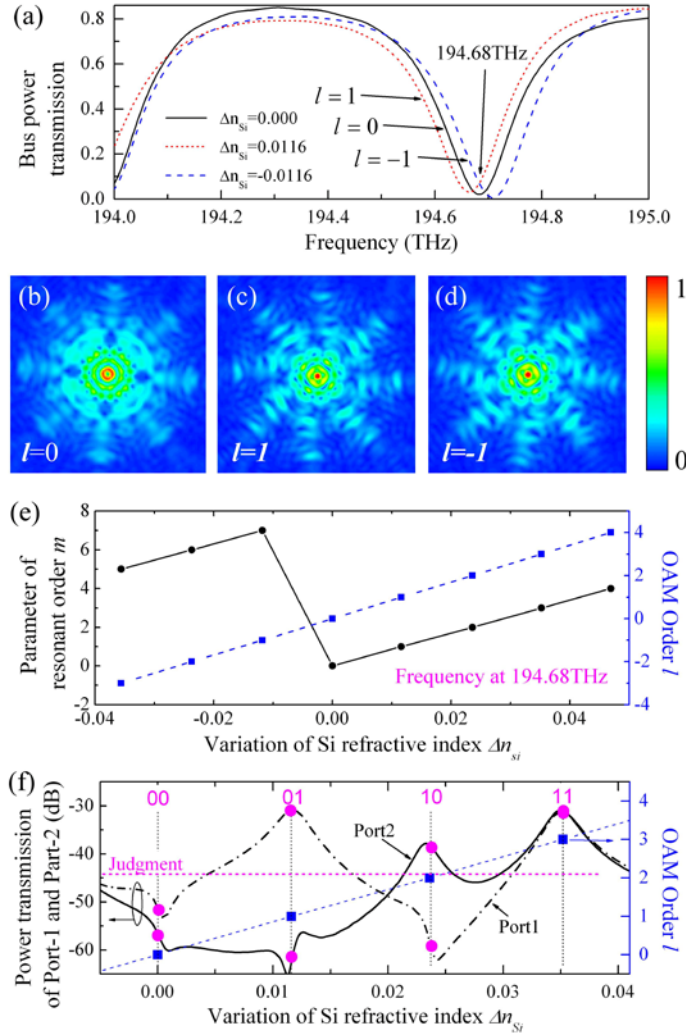 (a)
0.8
0.6
0.4
0.2
0.0
Bus power
transmission
194.68THz
l = 1
l = 0
l = −1
Δn_Si=0.000
Δn_Si=0.0116
Δn_Si=-0.0116
194.0 194.2 194.4 194.6 194.8 195.0
Frequency (THz)
(b) (c) (d)
l=0 l=1 l=-1
1
0
(e)
8
6
4
2
0
-2
Parameter of
resonant order m
4
2
0
-2
-4
OAM Order l
Frequency at 194.68THz
-0.04 -0.02 0.00 0.02 0.04
Variation of Si refractive index Δn_si
(f)
00 01 10 11
-30
-40
-50
-60
Power transmission
of Port-1 and Part-2 (dB)
Judgment
Port2
Port1
4
3
2
1
0
OAM Order l
0.00 0.01 0.02 0.03 0.04
Variation of Si refractive index Δn_Si